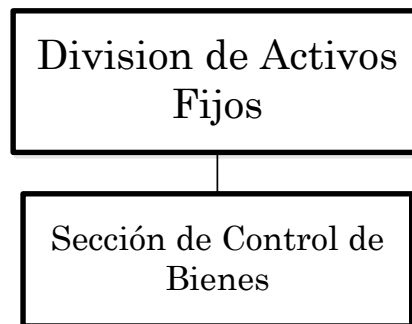 Division de Activos
Fijos
Sección de Control de
Bienes